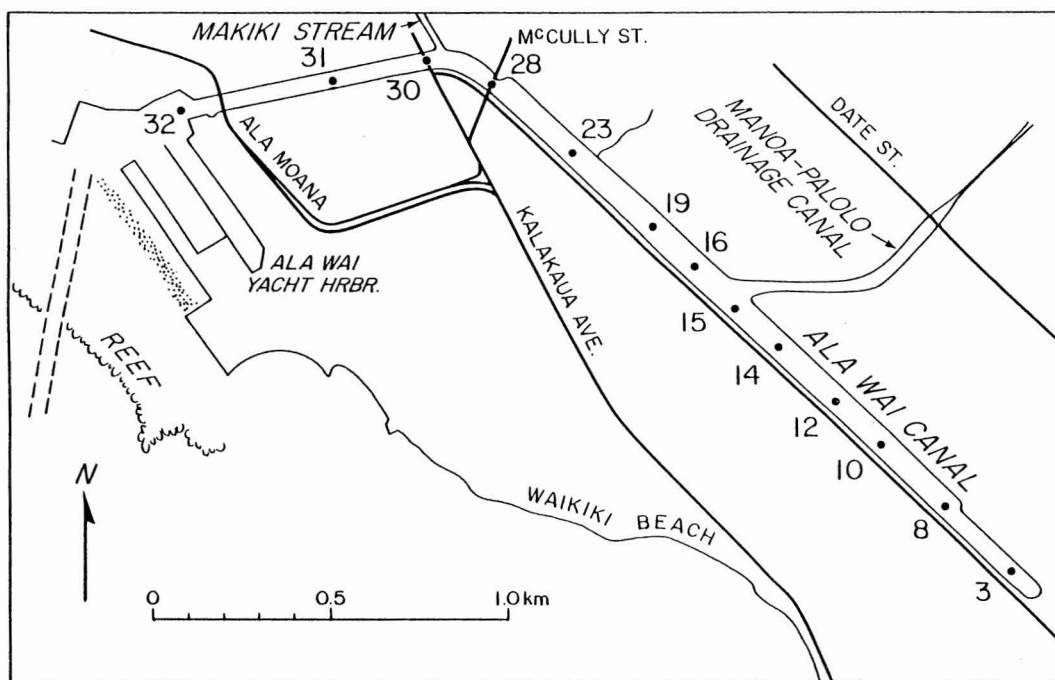 MAKIKI STREAM
McCULLY ST.
31
30
28
32
23
19
16
15
14
12
10
8
3
ALA MOANA
MANOA-PALOLO
DRAINAGE CANAL
DATE ST.
ALA WAI
YACHT HRBR.
KALAKAUA AVE.
REEF
ALA WAI CANAL
WAIKIKI BEACH
N
0 0.5 1.0 km